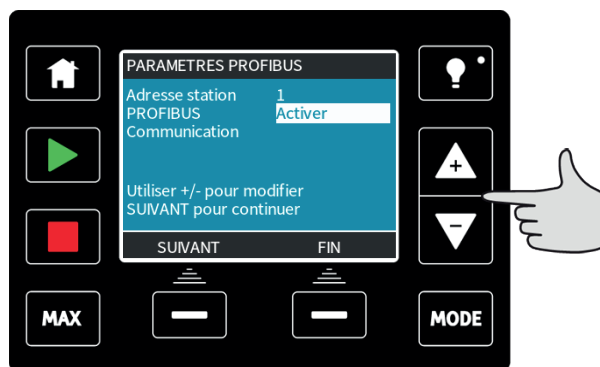 PARAMETRES PROFIBUS
Adresse station 1
PROFIBUS Activer
Communication
Utiliser +/- pour modifier
SUIVANT pour continuer
SUIVANT FIN
+
−
MAX
MODE